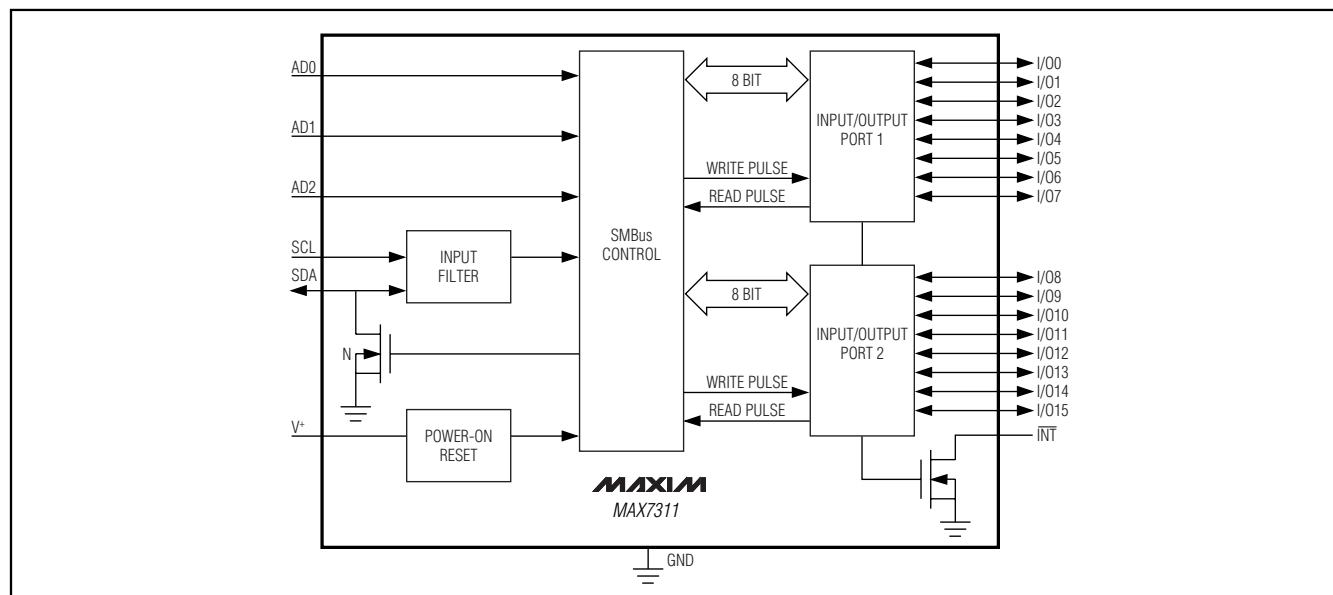 AD0
AD1
AD2
SCL
SDA
N
V+
INPUT
FILTER
POWER-ON
RESET
SMBus
CONTROL
8 BIT
WRITE PULSE
READ PULSE
8 BIT
WRITE PULSE
READ PULSE
INPUT/OUTPUT
PORT 1
INPUT/OUTPUT
PORT 2
I/O0
I/O1
I/O2
I/O3
I/O4
I/O5
I/O6
I/O7
I/O8
I/O9
I/O10
I/O11
I/O12
I/O13
I/O14
I/O15
INT
MAXIM
MAX7311
GND